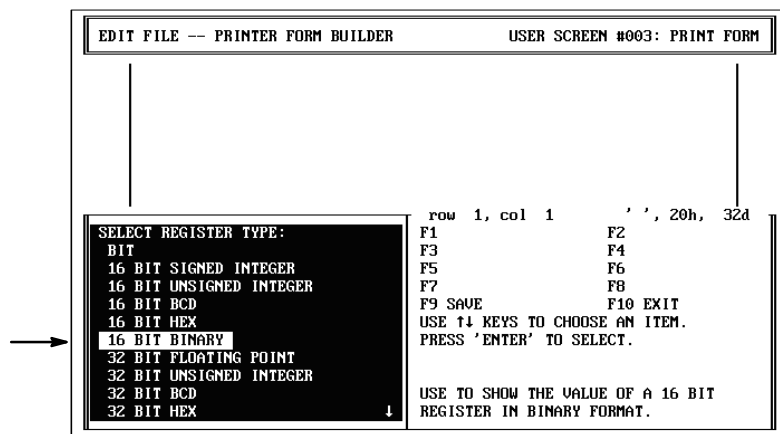 EDIT FILE -- PRINTER FORM BUILDER USER SCREEN #003: PRINT FORM
SELECT REGISTER TYPE:
BIT
16 BIT SIGNED INTEGER
16 BIT UNSIGNED INTEGER
16 BIT BCD
16 BIT HEX
16 BIT BINARY
32 BIT FLOATING POINT
32 BIT UNSIGNED INTEGER
32 BIT BCD
32 BIT HEX ↓
row 1, col 1 ' ', 20h, 32d
F1 F2
F3 F4
F5 F6
F7 F8
F9 SAVE F10 EXIT
USE ↑↓ KEYS TO CHOOSE AN ITEM.
PRESS 'ENTER' TO SELECT.
USE TO SHOW THE VALUE OF A 16 BIT
REGISTER IN BINARY FORMAT.